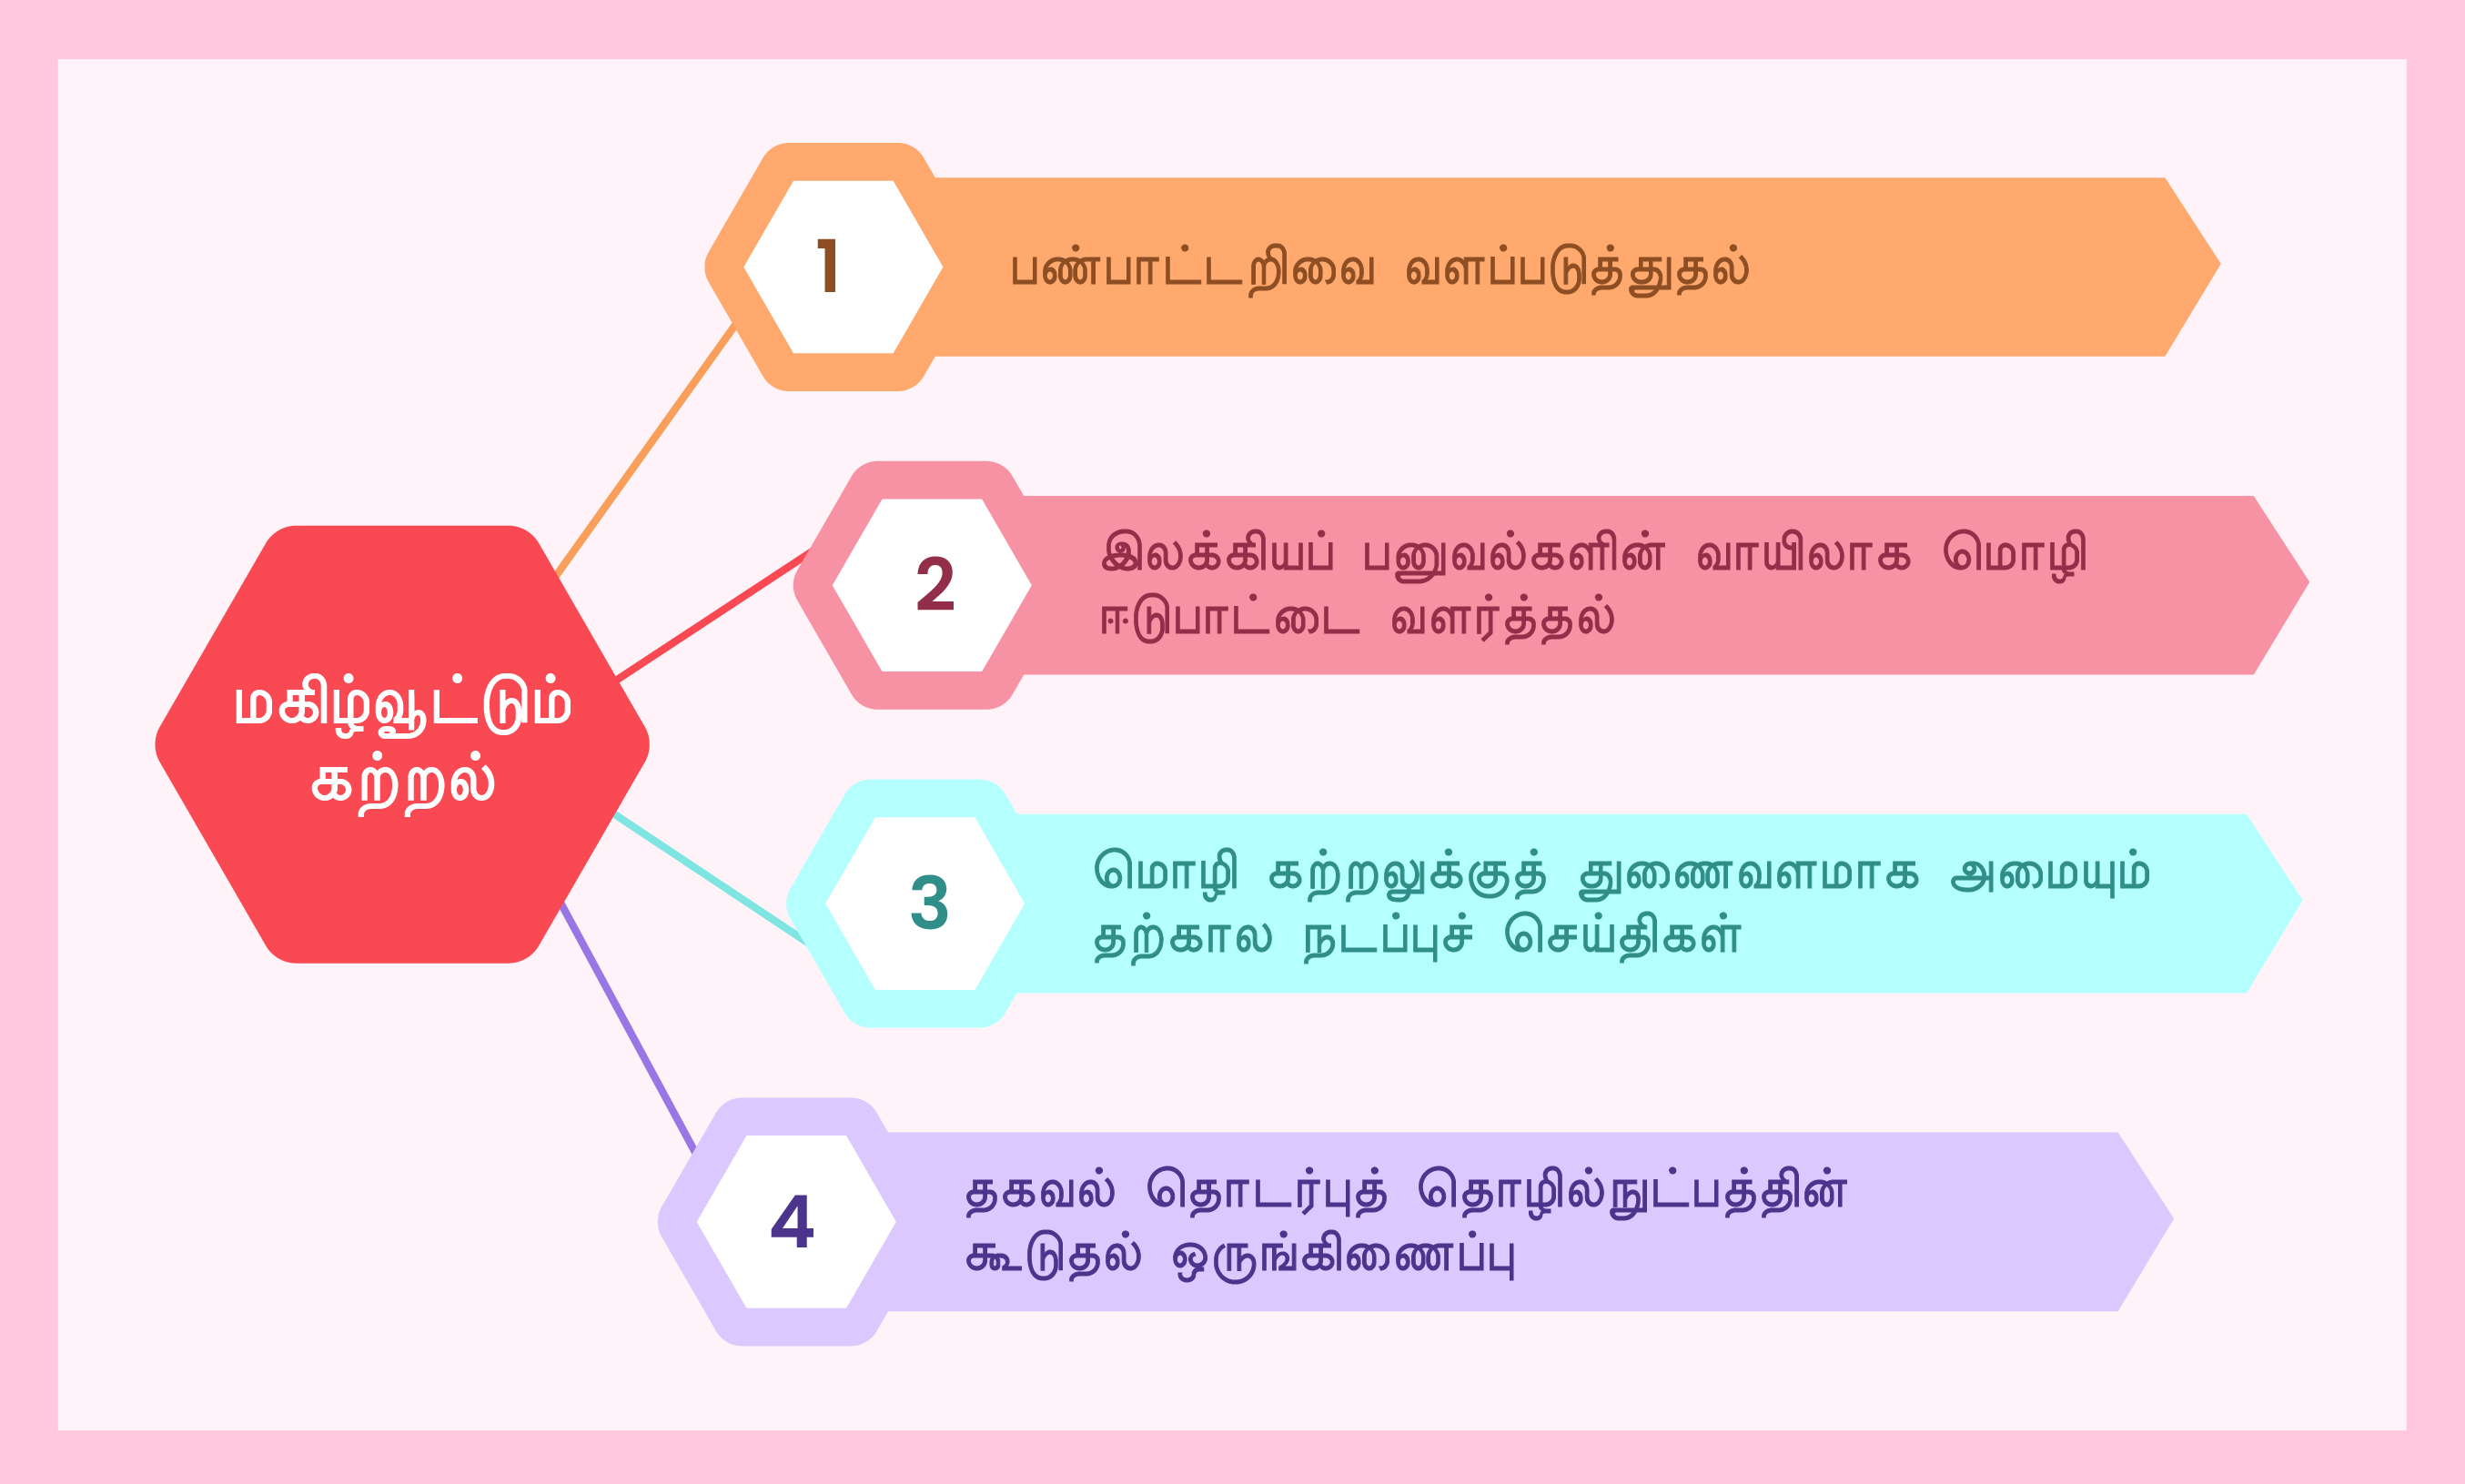 மகிழ்வூட்டும்
கற்றல்
1
பண்பாட்டறிவை வளப்படுத்துதல்
2
இலக்கியப் பனுவல்களின் வாயிலாக மொழி
ஈடுபாட்டை வளர்த்தல்
3
மொழி கற்றலுக்குத் துணைவளமாக அமையும்
தற்கால நடப்புச் செய்திகள்
4
தகவல் தொடர்புத் தொழில்நுட்பத்தின்
கூடுதல் ஒருங்கிணைப்பு